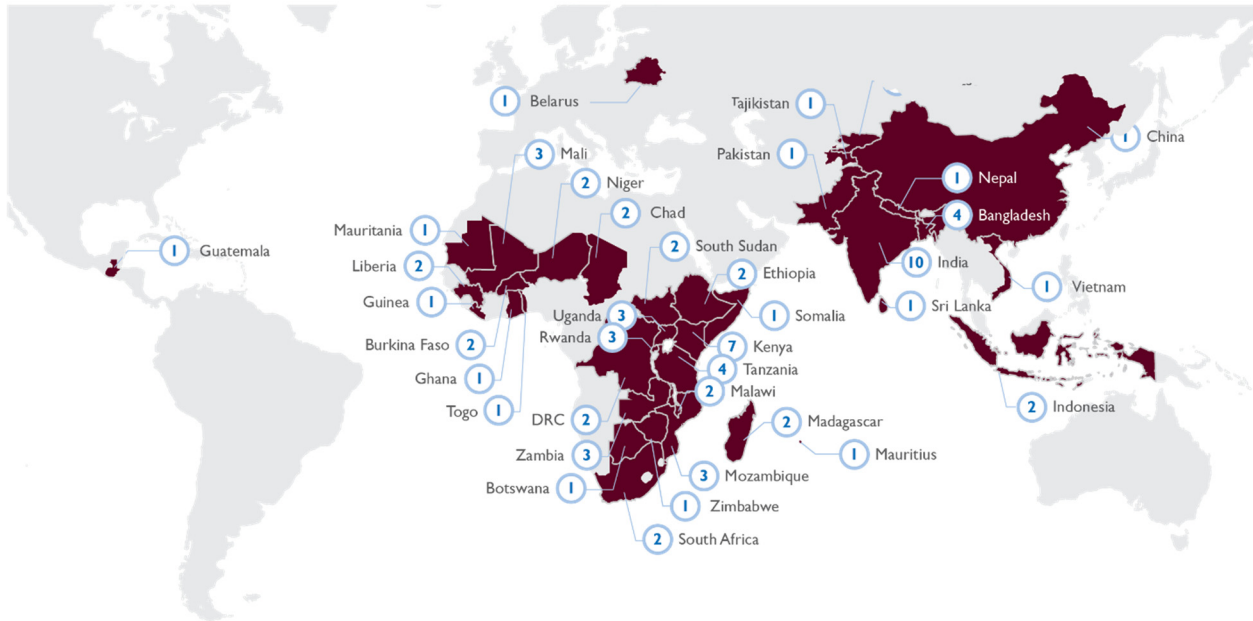 1 Belarus
Tajikistan 1
1 China
3 Mali
Pakistan 1
2 Niger
1 Nepal
2 Chad
4 Bangladesh
Mauritania 1
1 Guatemala
2 South Sudan
Liberia 2
10 India
2 Ethiopia
1 Vietnam
Guinea 1
1 Sri Lanka
Uganda 3
1 Somalia
Rwanda 3
Burkina Faso 2
7 Kenya
4 Tanzania
Ghana 1
2 Malawi
2 Indonesia
Togo 1
DRC 2
2 Madagascar
Zambia 3
1 Mauritius
3 Mozambique
Botswana 1
1 Zimbabwe
2 South Africa